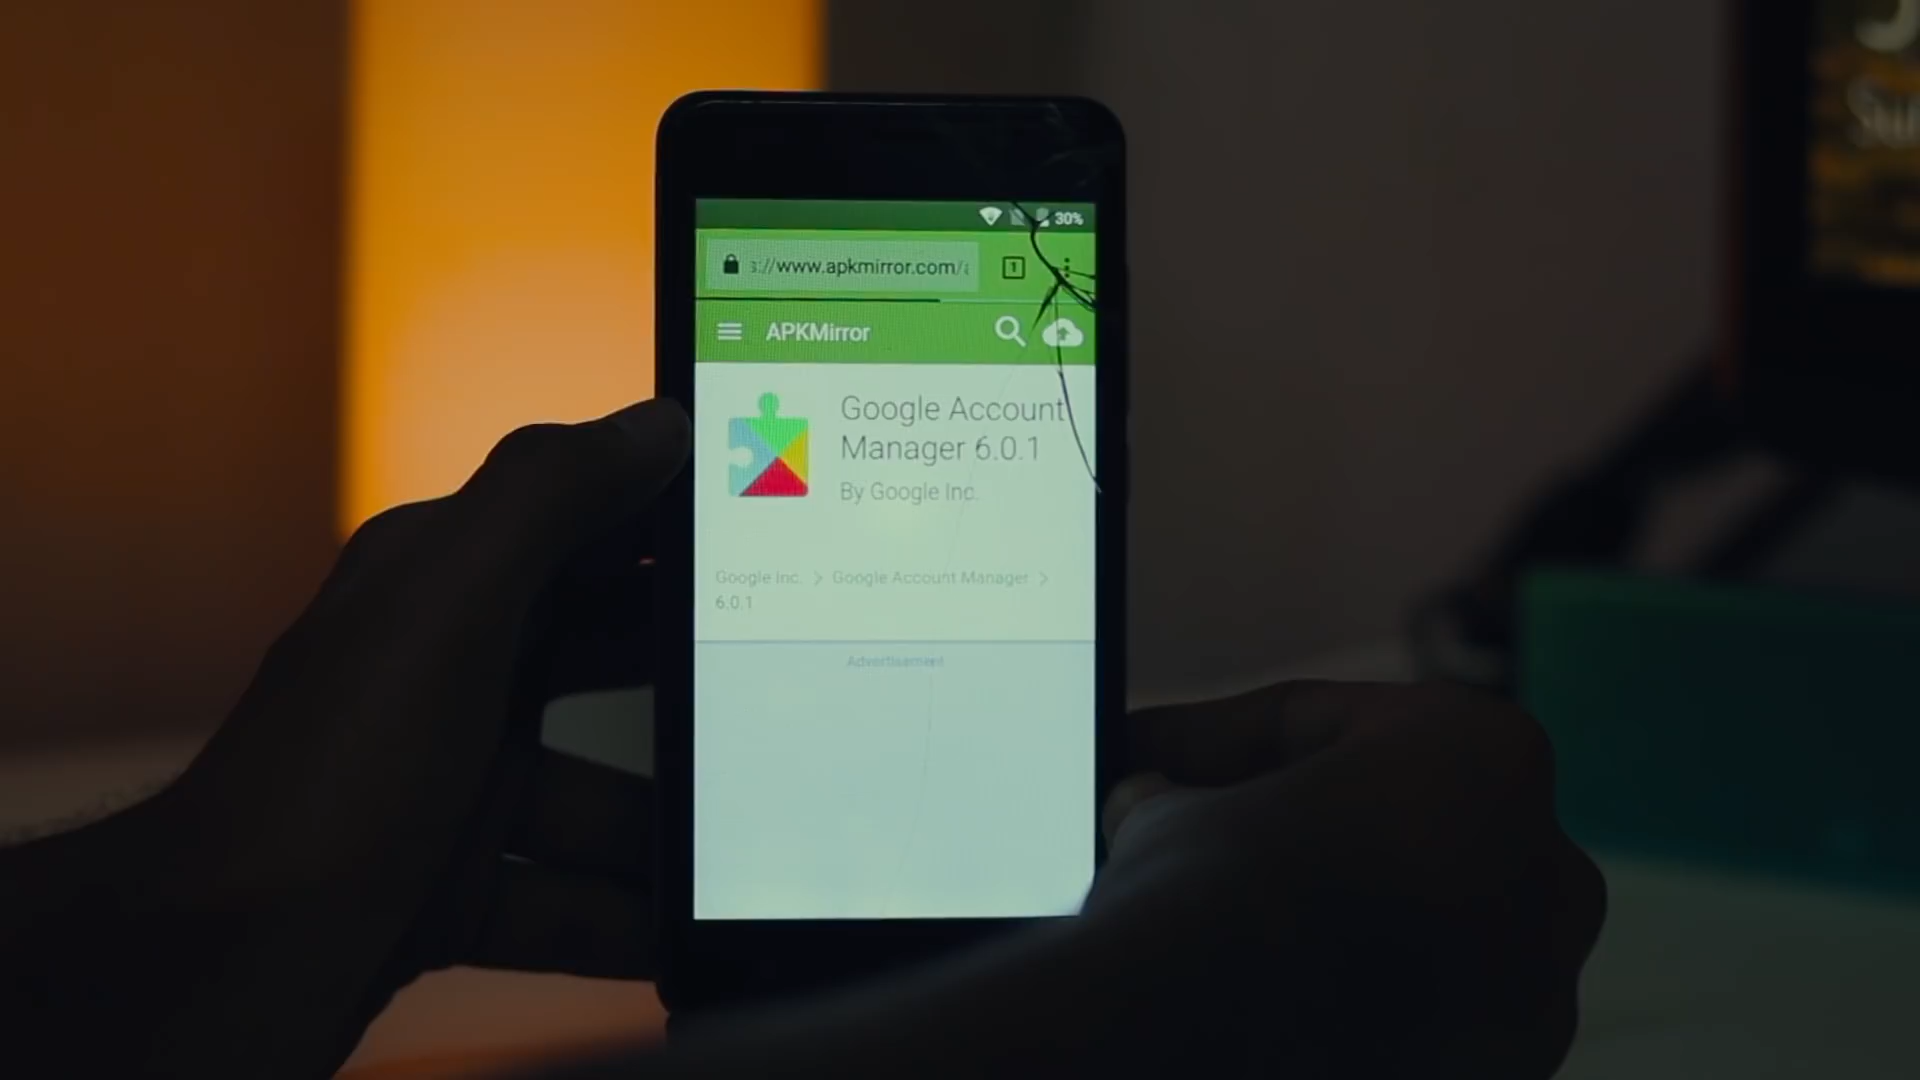 30%
s://www.apkmirror.com/a
1
APKMirror
Google Account
Manager 6.0.1
By Google Inc.
Google Inc. > Google Account Manager >
6.0.1
Advertisement